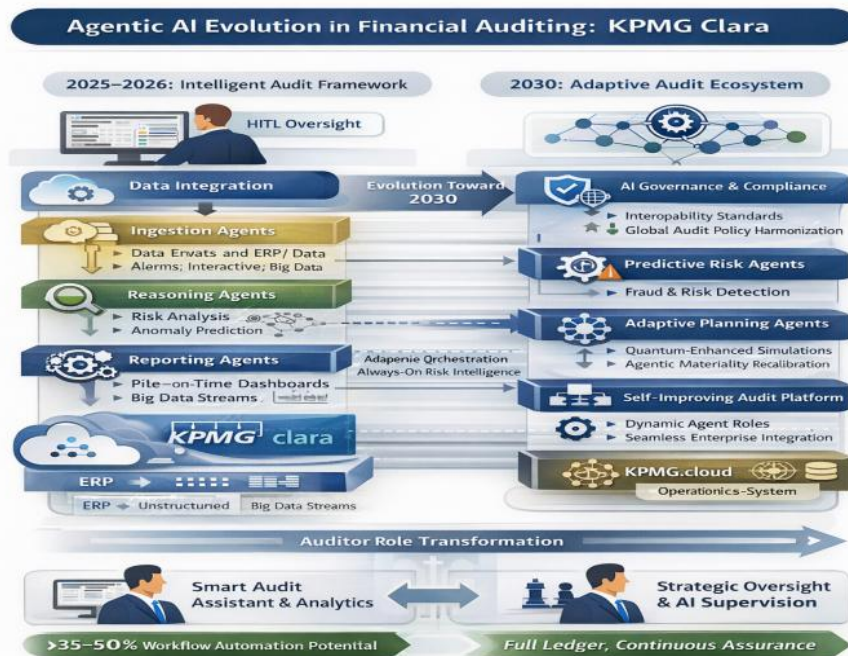 Agentic AI Evolution in Financial Auditing: KPMG Clara
2025–2026: Intelligent Audit Framework
2030: Adaptive Audit Ecosystem
HITL Oversight
Data Integration
Evolution Toward
2030
AI Governance & Compliance
Interopability Standards
Global Audit Policy Harmonization
Ingestion Agents
Data Envats and ERP/ Data
Alerms; Interactive; Big Data
Predictive Risk Agents
Fraud & Risk Detection
Reasoning Agents
Risk Analysis
Anomaly Prediction
Adaptive Planning Agents
Quantum-Enhanced Simulations
Agentic Materiality Recalibration
Reporting Agents
Pile-on-Time Dashboards
Big Data Streams
Adapenie Qrchestration
Always-On Risk Intelligence
Self-Improving Audit Platform
Dynamic Agent Roles
Seamless Enterprise Integration
KPMG clara
KPMG.cloud
Operationics-System
ERP
ERP Unstructured Big Data Streams
Auditor Role Transformation
Smart Audit
Assistant & Analytics
Strategic Oversight
& AI Supervision
>35–50% Workflow Automation Potential
Full Ledger, Continuous Assurance